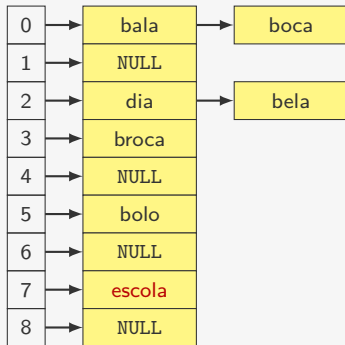 0 bala boca
1 NULL
2 dia bela
3 broca
4 NULL
5 bolo
6 NULL
7 escola
8 NULL